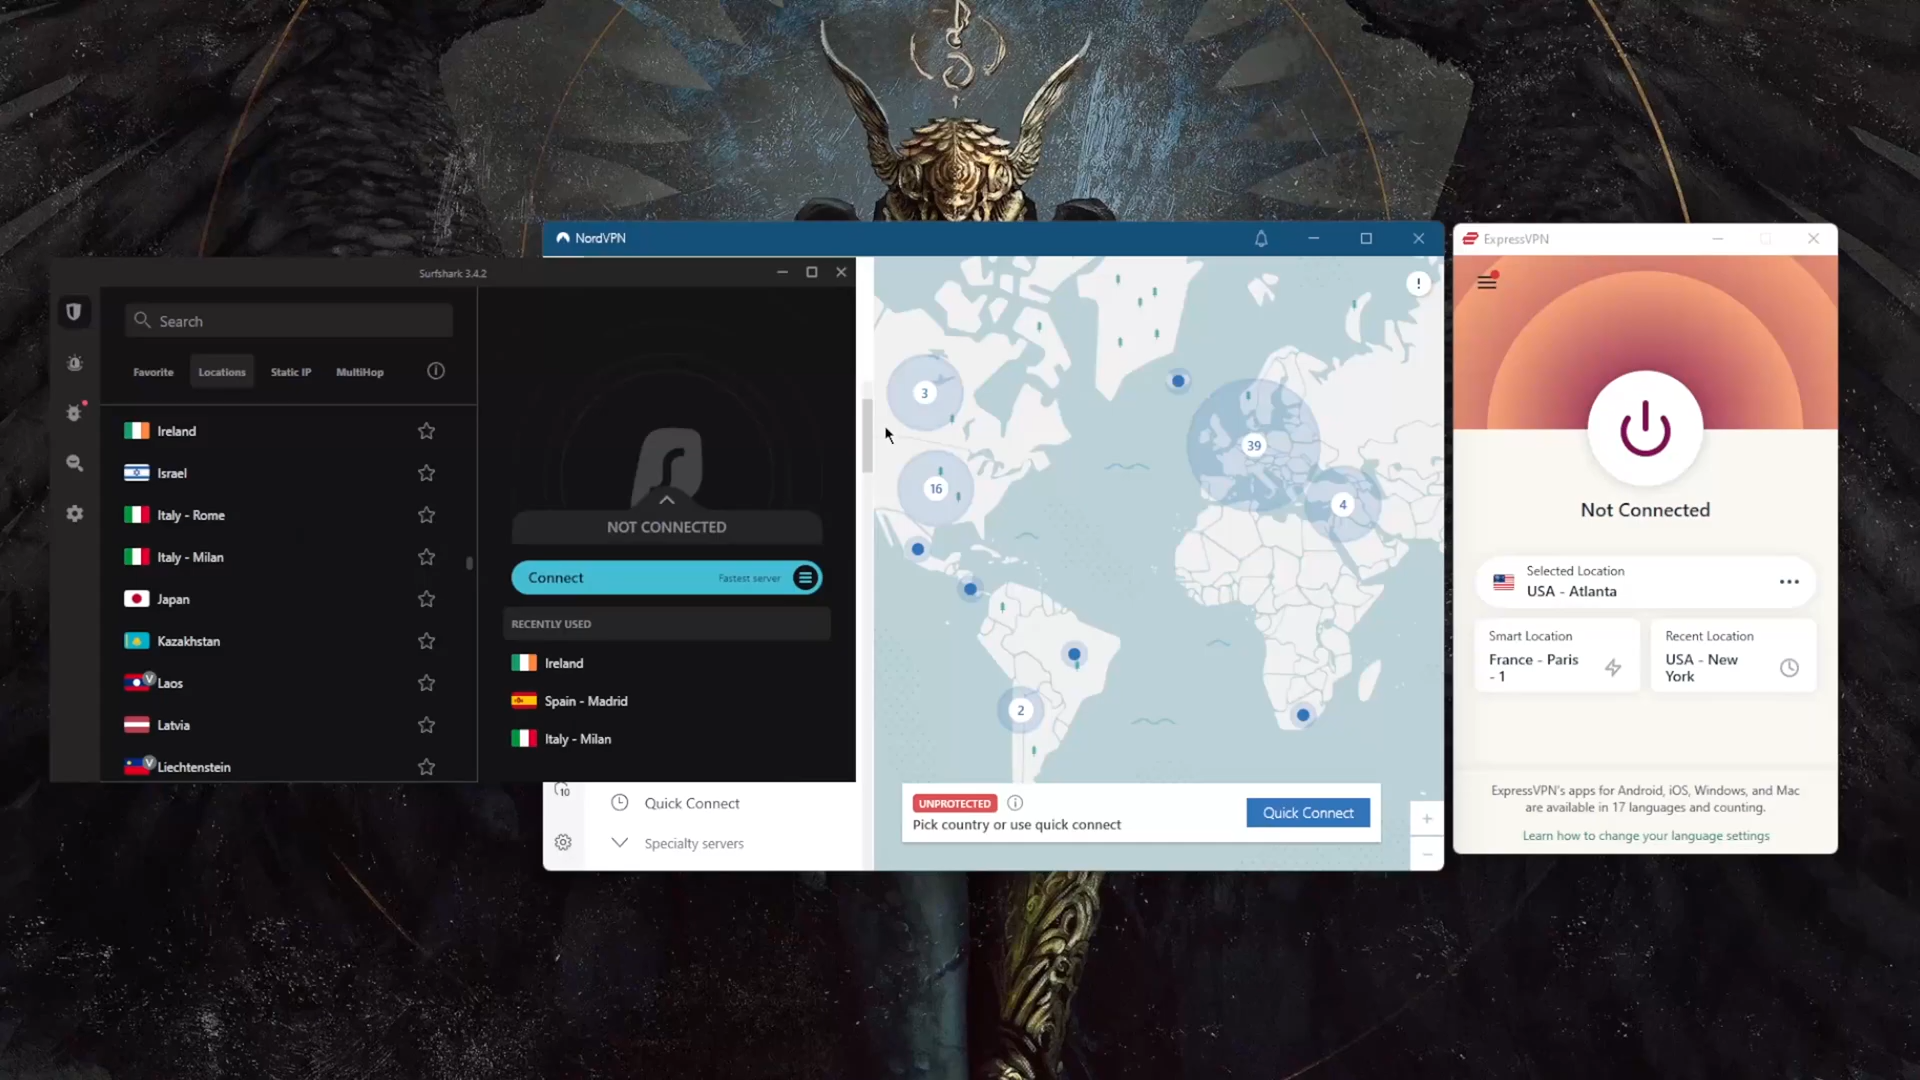 NordVPN
ExpressVPN
Surfshark 3.4.2
Search
Favorite
Locations
Static IP
MultiHop
Ireland
Israel
Italy - Rome
Italy - Milan
Japan
Kazakhstan
V
Laos
Latvia
V
Liechtenstein
NOT CONNECTED
Connect
Fastest server
RECENTLY USED
Ireland
Spain - Madrid
Italy - Milan
10
Quick Connect
Specialty servers
!
3
16
39
4
2
UNPROTECTED
Pick country or use quick connect
Quick Connect
+
−
Not Connected
Selected Location
USA - Atlanta
Smart Location
France - Paris
- 1
Recent Location
USA - New
York
ExpressVPN's apps for Android, iOS, Windows, and Mac
are available in 17 languages and counting.
Learn how to change your language settings